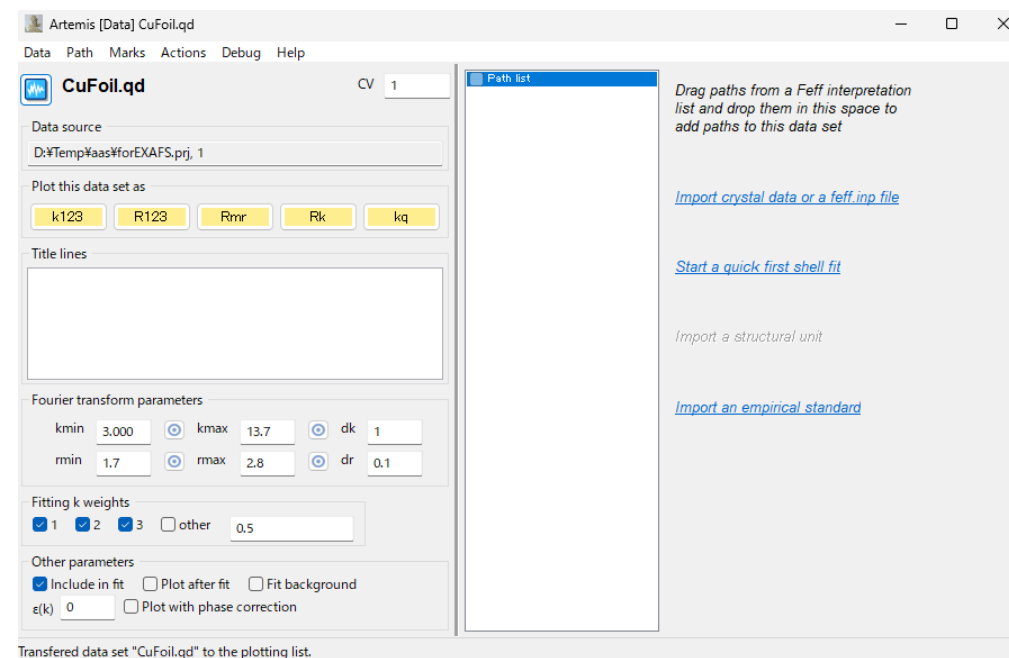 Artemis [Data] CuFoil.qd
Data Path Marks Actions Debug Help
CuFoil.qd
CV 1
Data source
D:¥Temp¥aas¥forEXAFS.prj, 1
Plot this data set as
k123 R123 Rmr Rk kq
Title lines
Fourier transform parameters
kmin 3.000 kmax 13.7 dk 1
rmin 1.7 rmax 2.8 dr 0.1
Fitting k weights
1 2 3 other 0.5
Other parameters
Include in fit Plot after fit Fit background
ε(k) 0 Plot with phase correction
Path list
Drag paths from a Feff interpretation
list and drop them in this space to
add paths to this data set
Import crystal data or a feff.inp file
Start a quick first shell fit
Import a structural unit
Import an empirical standard
Transfered data set "CuFoil.qd" to the plotting list.